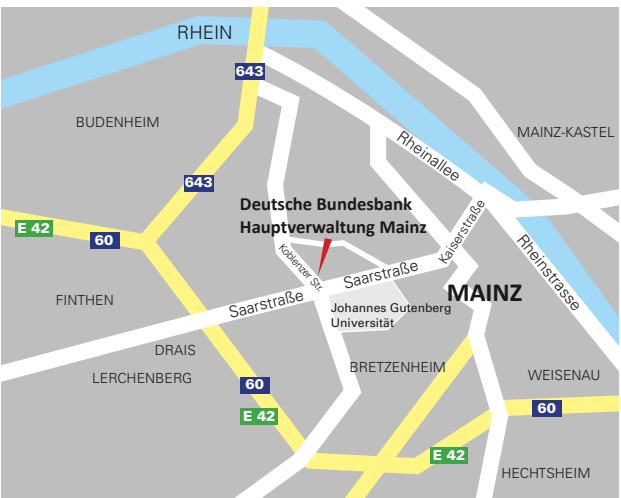 RHEIN
643
BUDENHEIM
MAINZ-KASTEL
Rheinallee
643
Deutsche Bundesbank
Hauptverwaltung Mainz
Kaiserstraße
E 42
60
Koblenzer Str.
Saarstraße
Rheinstrasse
FINTHEN
Saarstraße
MAINZ
Johannes Gutenberg
Universität
DRAIS
LERCHENBERG
BRETZENHEIM
WEISENAU
60
E 42
60
E 42
HECHTSHEIM